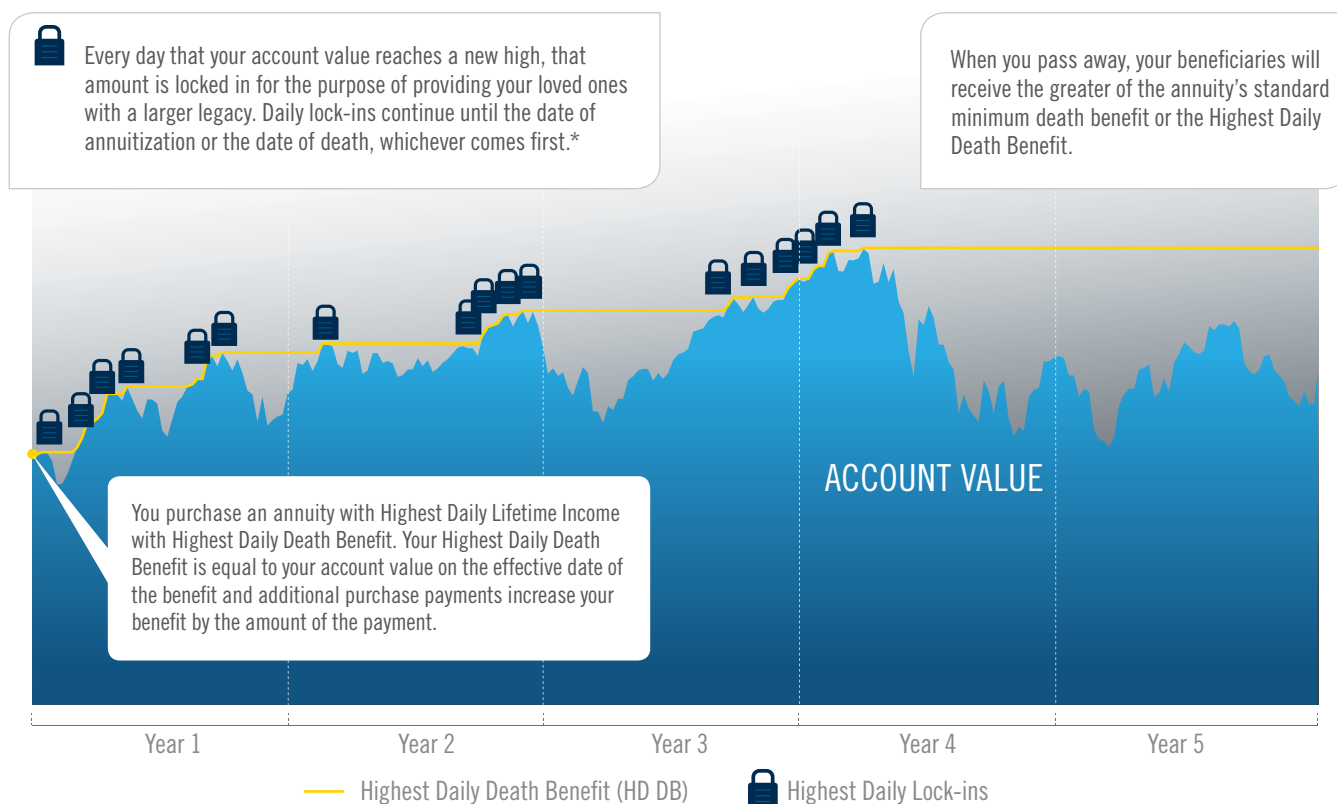 Every day that your account value reaches a new high, that
amount is locked in for the purpose of providing your loved ones
with a larger legacy. Daily lock-ins continue until the date of
annuitization or the date of death, whichever comes first.*
When you pass away, your beneficiaries will
receive the greater of the annuity’s standard
minimum death benefit or the Highest Daily
Death Benefit.
ACCOUNT VALUE
You purchase an annuity with Highest Daily Lifetime Income
with Highest Daily Death Benefit. Your Highest Daily Death
Benefit is equal to your account value on the effective date of
the benefit and additional purchase payments increase your
benefit by the amount of the payment.
Year 1 Year 2 Year 3 Year 4 Year 5
Highest Daily Death Benefit (HD DB) Highest Daily Lock-ins